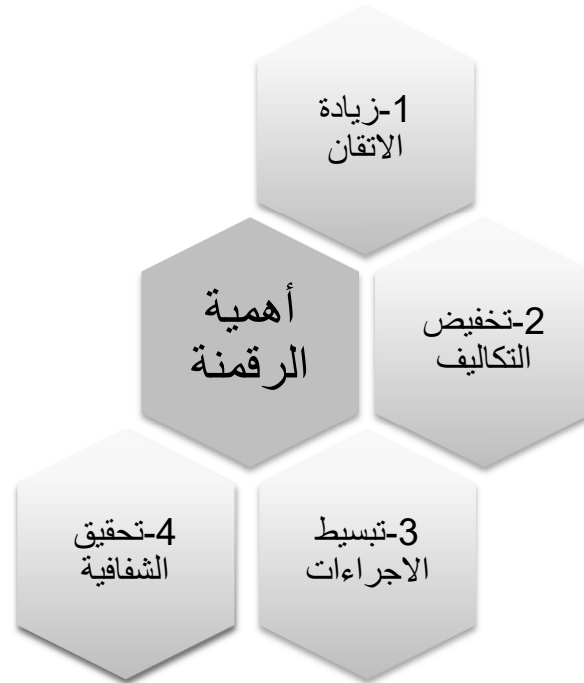 1-زيادة
الاتقان
أهمية
الرقمنة
2-تخفيض
التكاليف
3-تبسيط
الاجراءات
4-تحقيق
الشفافية